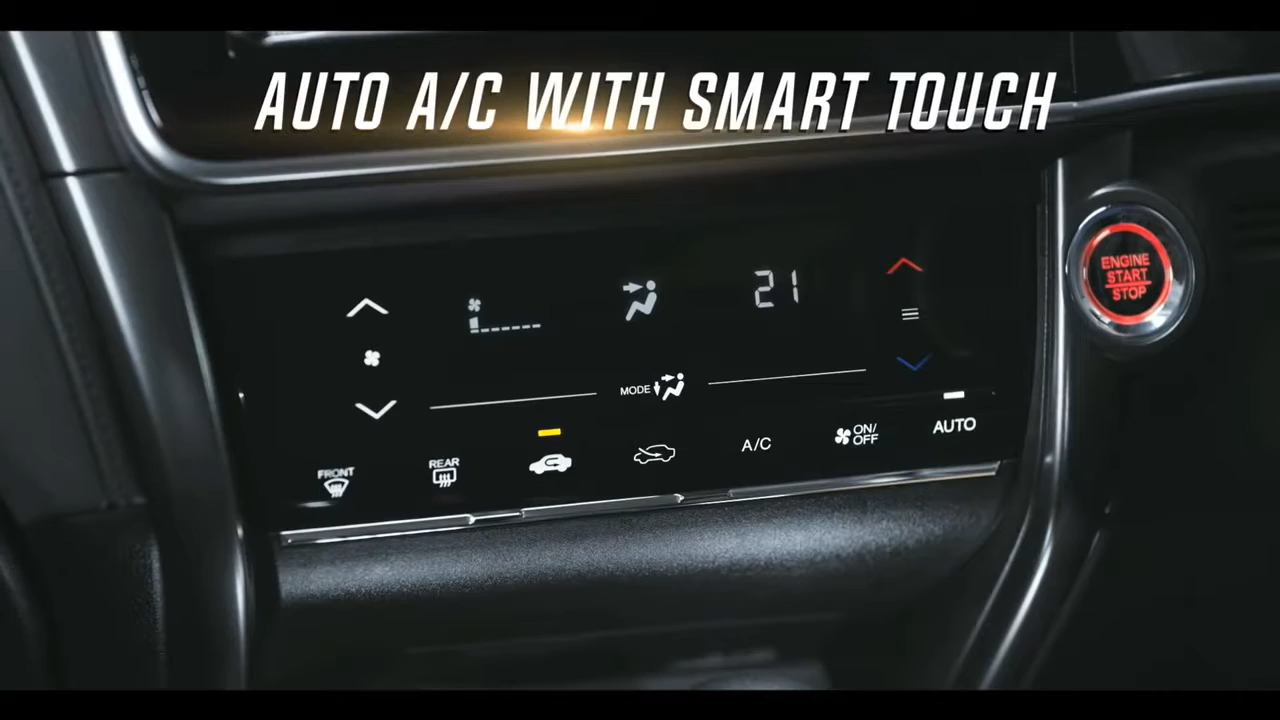 AUTO A/C WITH SMART TOUCH
ENGINE
START
STOP
21
MODE
FRONT
REAR
A/C
ON/
OFF
AUTO